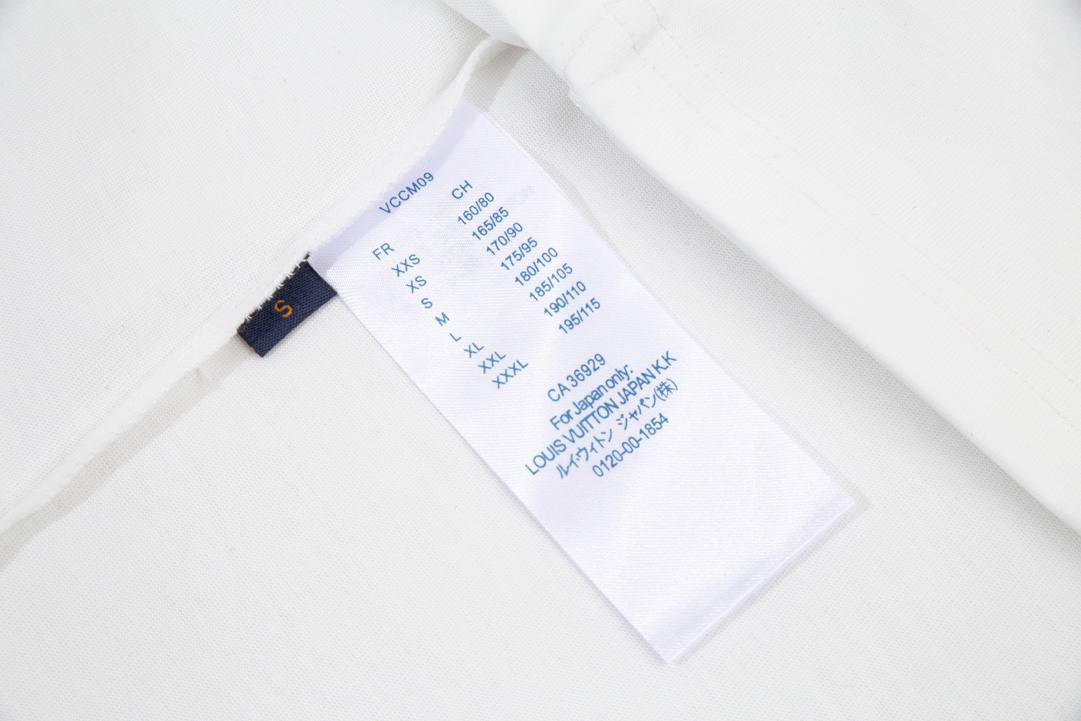 VCCM09
FR CH
XXS 160/80
XS 165/85
S 170/90
M 175/95
L 180/100
XL 185/105
XXL 190/110
XXXL 195/115
CA 36929
For Japan only:
LOUIS VUITTON JAPAN K.K
ルイ・ヴィトン ジャパン(株)
0120-00-1854
S